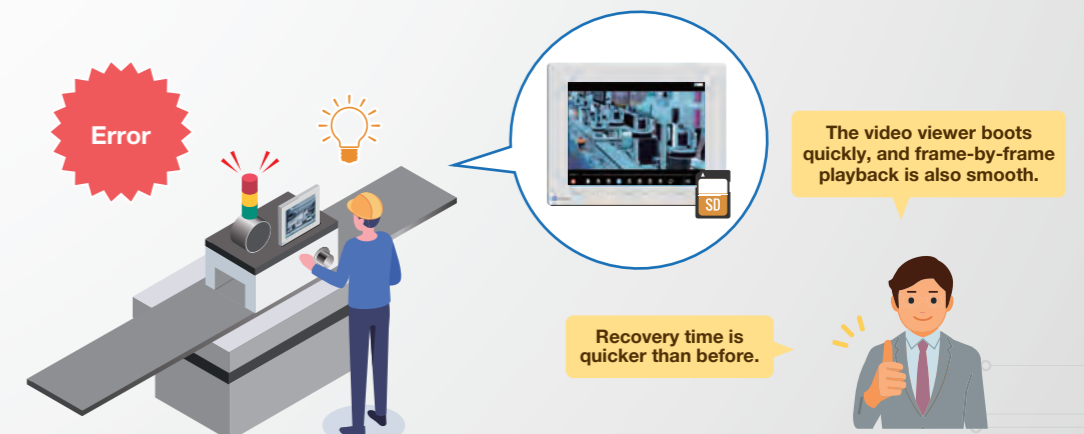 Error
SD
The video viewer boots
quickly, and frame-by-frame
playback is also smooth.
Recovery time is
quicker than before.